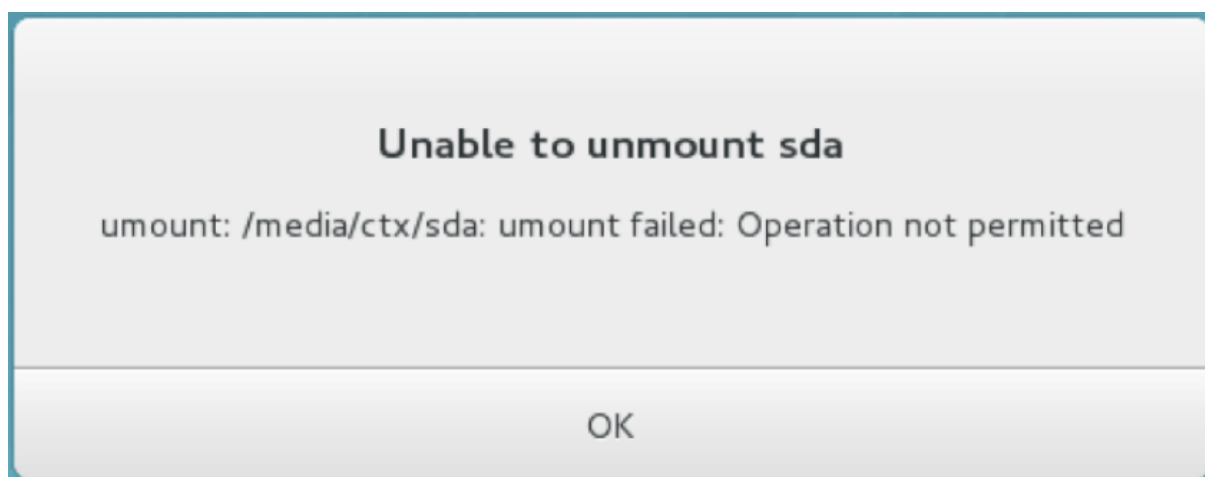 Unable to unmount sda
umount: /media/ctx/sda: umount failed: Operation not permitted
OK